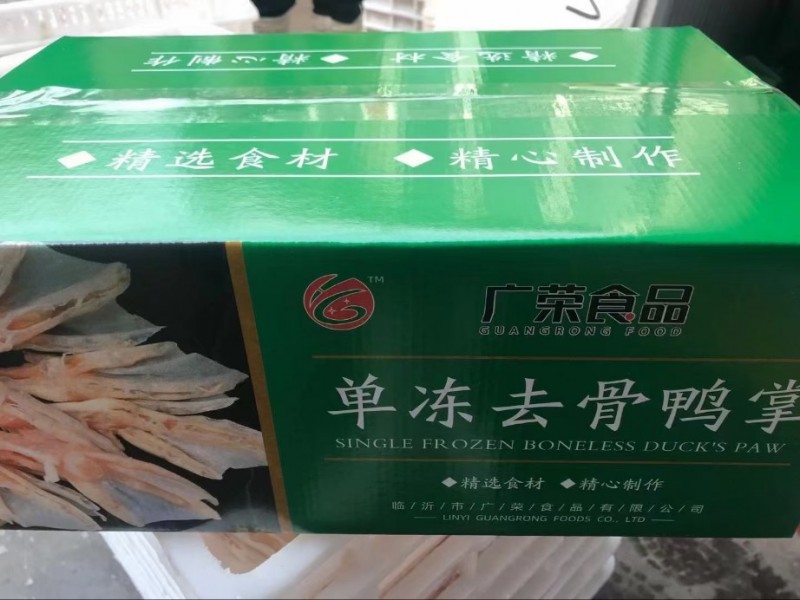 ◆精选食材 ◆精心制作
◆精选食材 ◆精心制作
TM
广荣食品
GUANGRONG FOOD
单冻去骨鸭掌
SINGLE FROZEN BONELESS DUCK'S PAW
◆精选食材 ◆精心制作
临/沂/市/广/荣/食/品/有/限/公/司
LINYI GUANGRONG FOODS CO., LTD